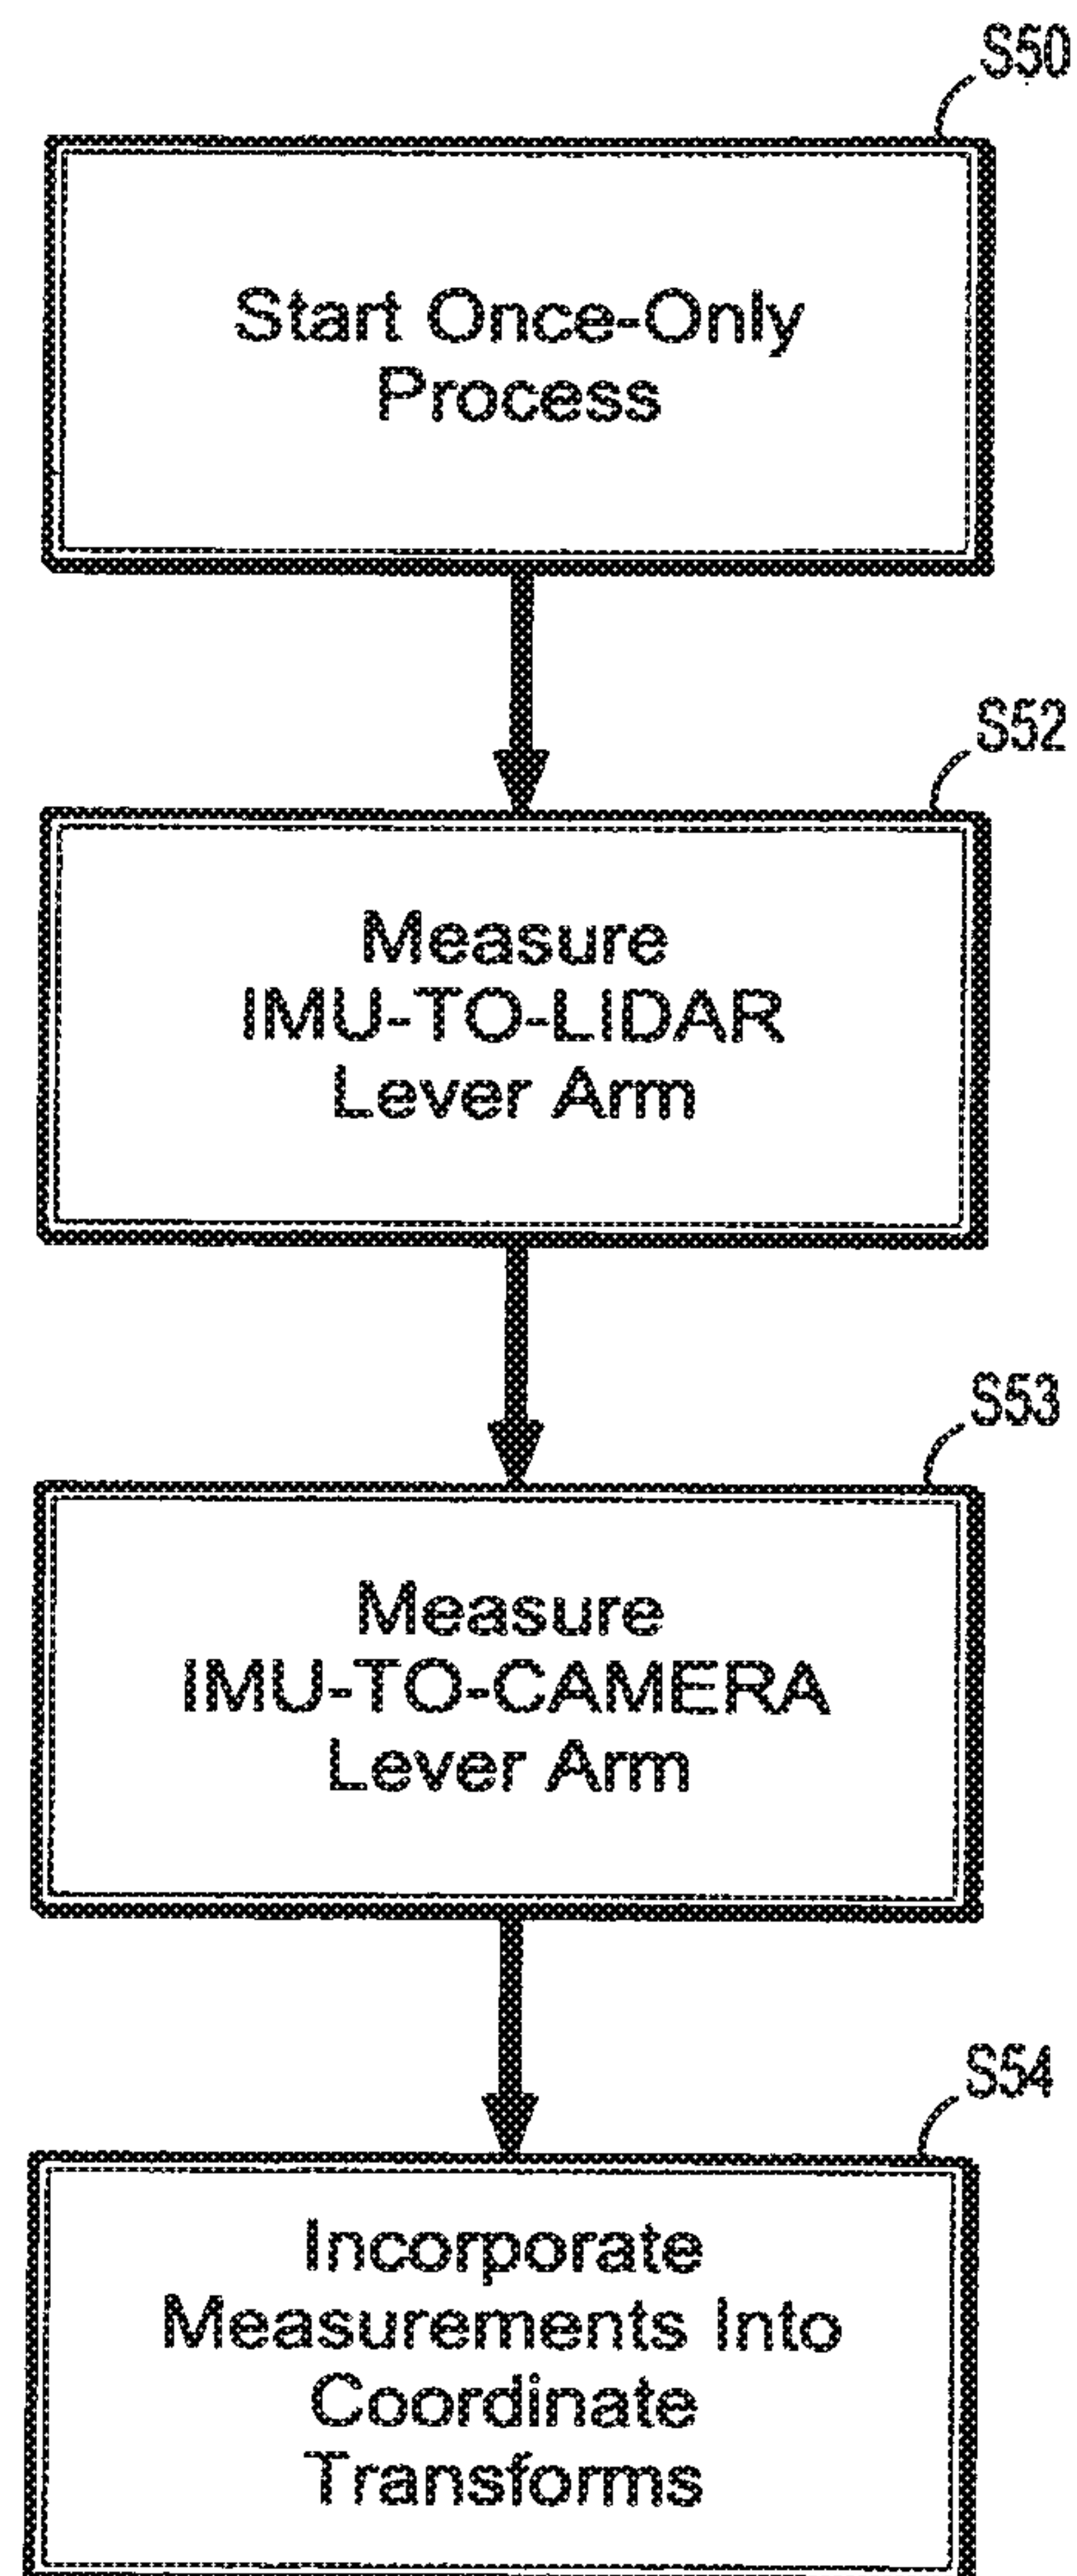 S50
Start Once-Only
Process
S52
Measure
IMU-TO-LIDAR
Lever Arm
S53
Measure
IMU-TO-CAMERA
Lever Arm
S54
Incorporate
Measurements Into
Coordinate
Transforms